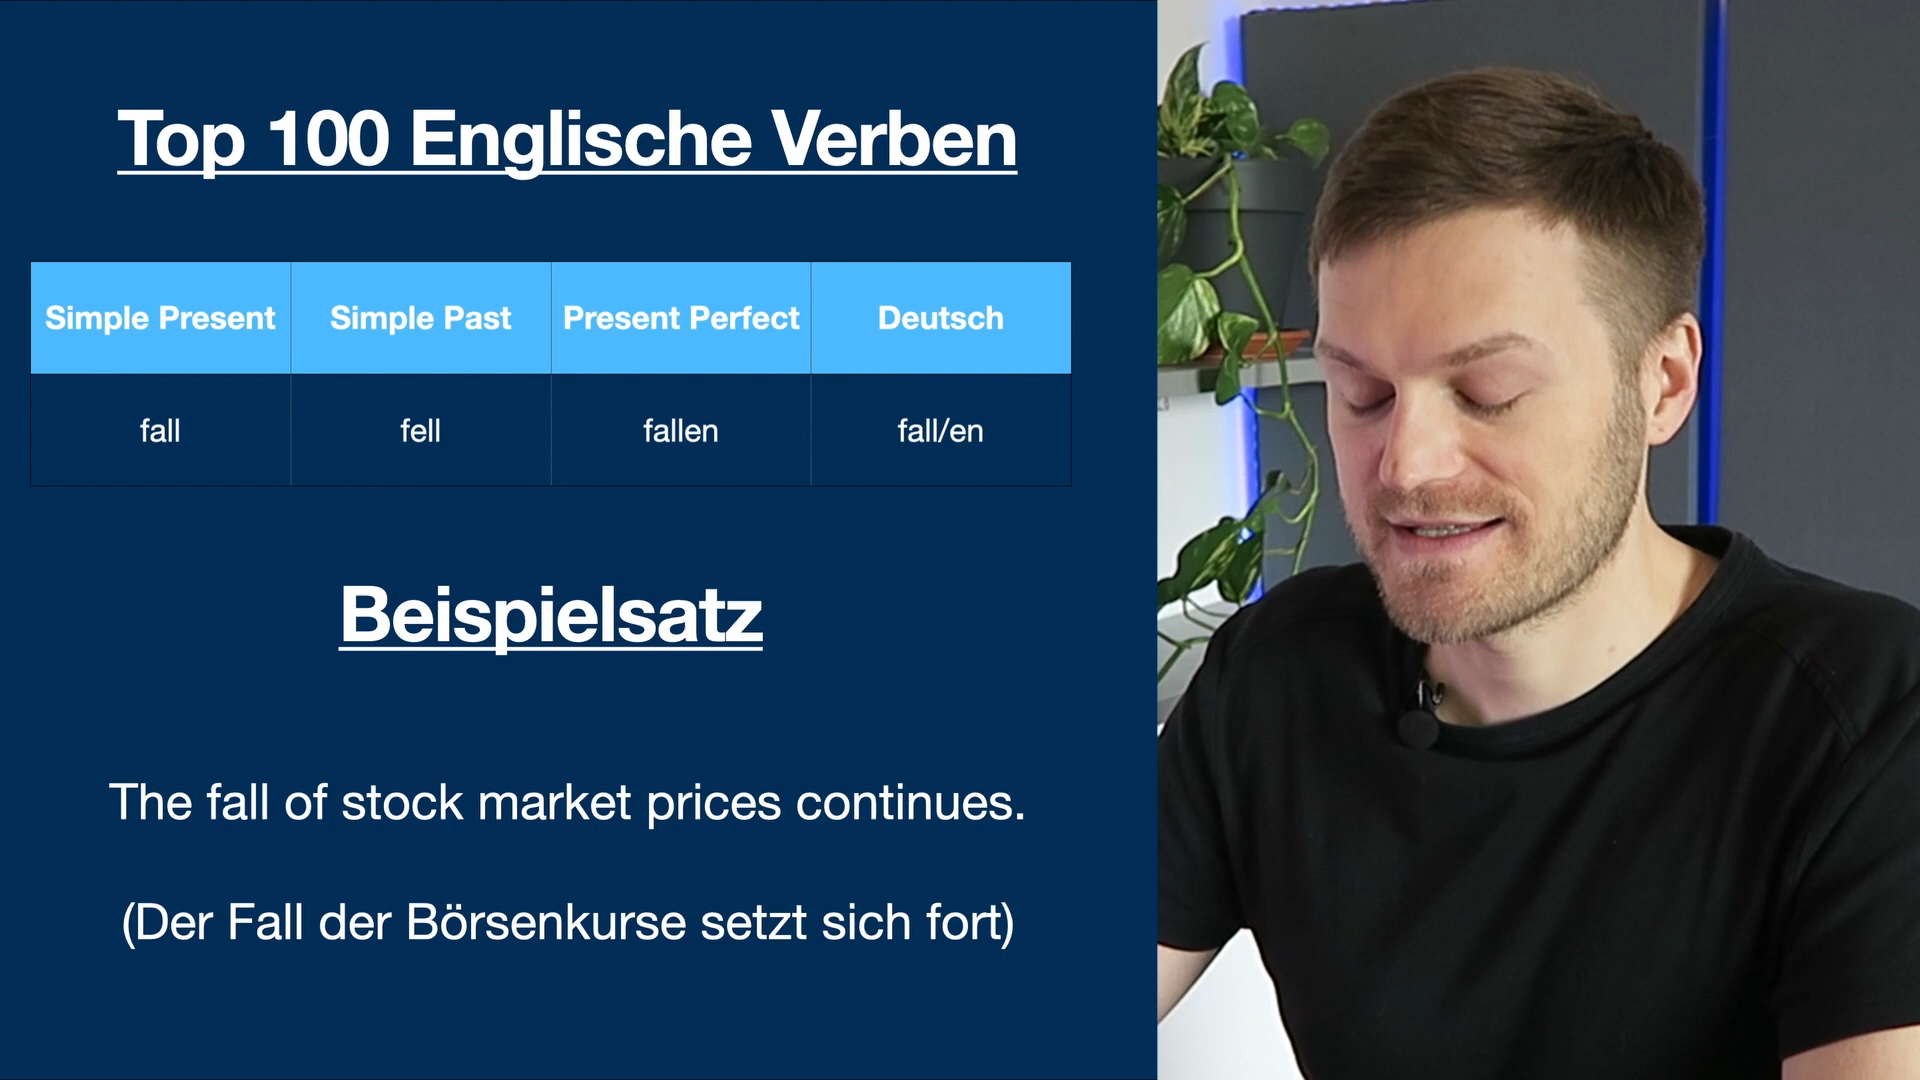 Top 100 Englische Verben
Simple Present Simple Past Present Perfect Deutsch
fall fell fallen fall/en
Beispielsatz
The fall of stock market prices continues.
(Der Fall der Börsenkurse setzt sich fort)